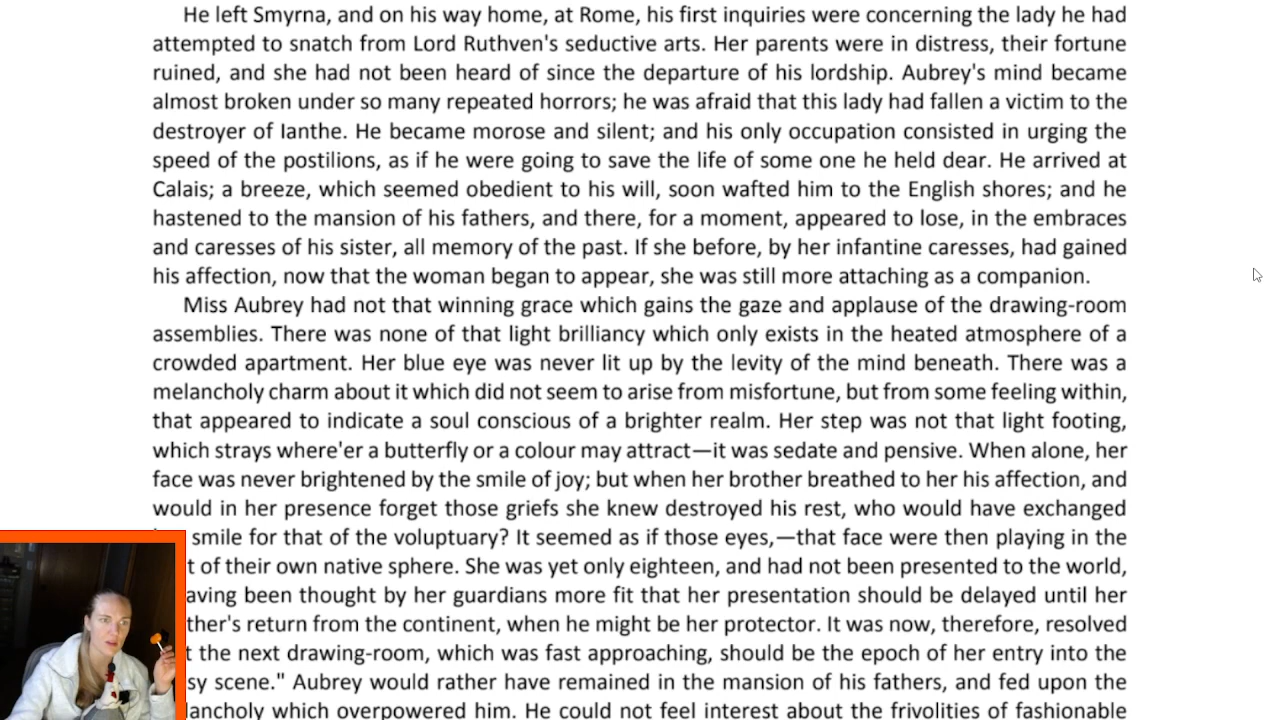 He left Smyrna, and on his way home, at Rome, his first inquiries were concerning the lady he had
attempted to snatch from Lord Ruthven's seductive arts. Her parents were in distress, their fortune
ruined, and she had not been heard of since the departure of his lordship. Aubrey's mind became
almost broken under so many repeated horrors; he was afraid that this lady had fallen a victim to the
destroyer of Ianthe. He became morose and silent; and his only occupation consisted in urging the
speed of the postilions, as if he were going to save the life of some one he held dear. He arrived at
Calais; a breeze, which seemed obedient to his will, soon wafted him to the English shores; and he
hastened to the mansion of his fathers, and there, for a moment, appeared to lose, in the embraces
and caresses of his sister, all memory of the past. If she before, by her infantine caresses, had gained
his affection, now that the woman began to appear, she was still more attaching as a companion.
Miss Aubrey had not that winning grace which gains the gaze and applause of the drawing-room
assemblies. There was none of that light brilliancy which only exists in the heated atmosphere of a
crowded apartment. Her blue eye was never lit up by the levity of the mind beneath. There was a
melancholy charm about it which did not seem to arise from misfortune, but from some feeling within,
that appeared to indicate a soul conscious of a brighter realm. Her step was not that light footing,
which strays where'er a butterfly or a colour may attract—it was sedate and pensive. When alone, her
face was never brightened by the smile of joy; but when her brother breathed to her his affection, and
would in her presence forget those griefs she knew destroyed his rest, who would have exchanged
smile for that of the voluptuary? It seemed as if those eyes,—that face were then playing in the
t of their own native sphere. She was yet only eighteen, and had not been presented to the world,
aving been thought by her guardians more fit that her presentation should be delayed until her
ther's return from the continent, when he might be her protector. It was now, therefore, resolved
t the next drawing-room, which was fast approaching, should be the epoch of her entry into the
sy scene." Aubrey would rather have remained in the mansion of his fathers, and fed upon the
lancholy which overpowered him. He could not feel interest about the frivolities of fashionable